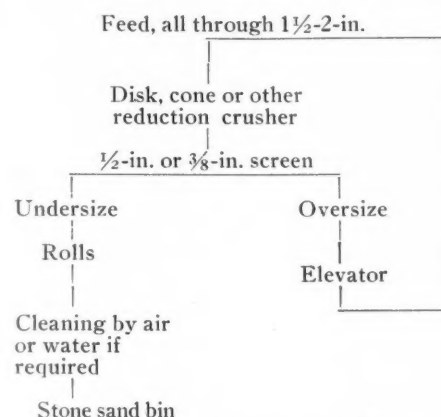 Feed, all through 1½-2-in.
Disk, cone or other
reduction crusher
½-in. or ⅜-in. screen
Undersize
Oversize
Rolls
Elevator
Cleaning by air
or water if
required
Stone sand bin